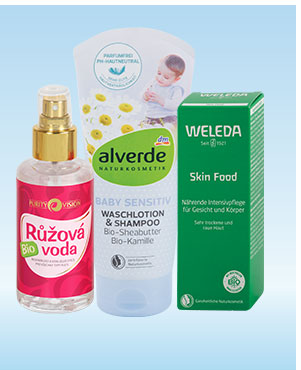 PARFUMFREI
PH-HAUTNEUTRAL
alverde
NATURKOSMETIK
dm
BABY SENSITIV
WASCHLOTION
& SHAMPOO
Bio-Sheabutter
Bio-Kamille
PURITY VISION
Růžová
Bio voda
WELEDA
Seit 1921
Skin Food
Nährende Intensivpflege
für Gesicht und Körper
Sehr trockene und
raue Haut